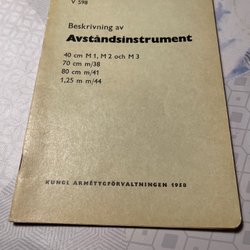 V 598
Beskrivning av
Avståndsinstrument
40 cm M 1, M 2 och M 3
70 cm m/38
80 cm m/41
1,25 m m/44
KUNGL ARMÉTYGFÖRVALTNINGEN 1958